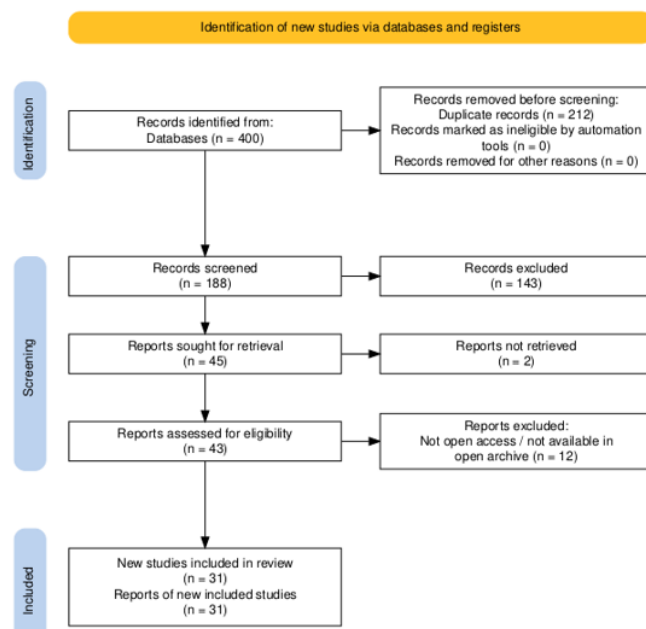 Identification of new studies via databases and registers
Identification
Records identified from:
Databases (n = 400)
Records removed before screening:
Duplicate records (n = 212)
Records marked as ineligible by automation
tools (n = 0)
Records removed for other reasons (n = 0)
Screening
Records screened
(n = 188)
Records excluded
(n = 143)
Reports sought for retrieval
(n = 45)
Reports not retrieved
(n = 2)
Reports assessed for eligibility
(n = 43)
Reports excluded:
Not open access / not available in
open archive (n = 12)
Included
New studies included in review
(n = 31)
Reports of new included studies
(n = 31)